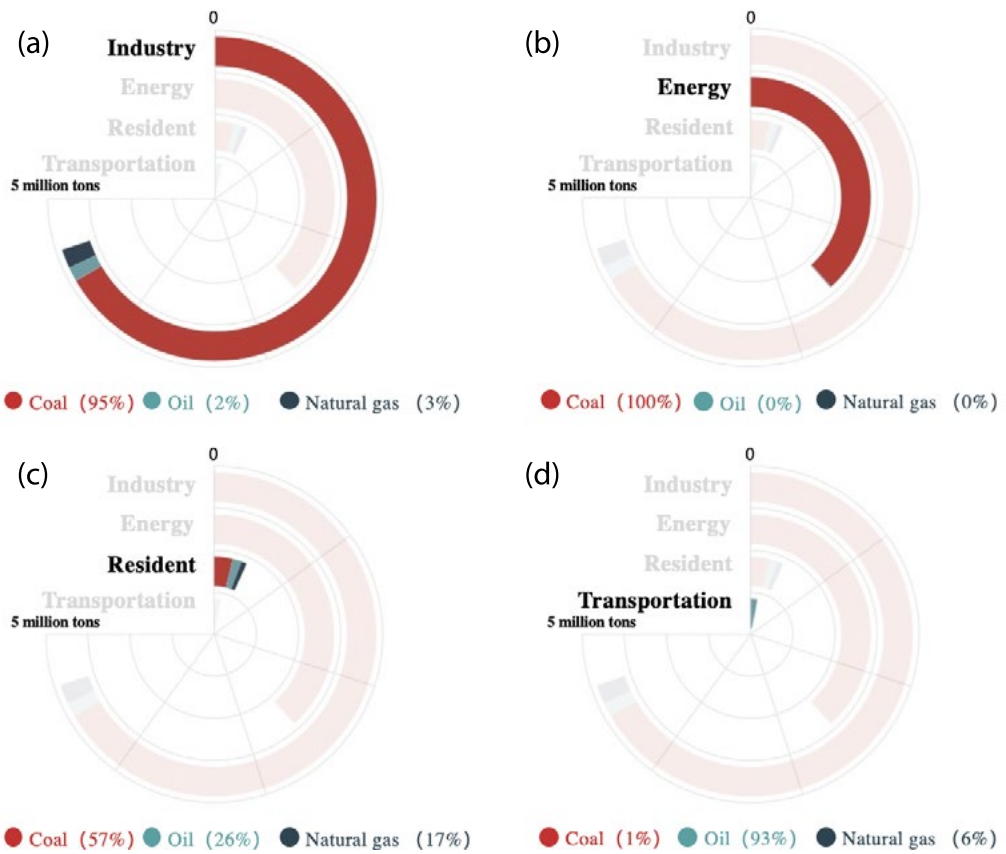 (a)
0
Industry
Energy
Resident
Transportation
5 million tons
Coal (95%) Oil (2%) Natural gas (3%)
(b)
0
Industry
Energy
Resident
Transportation
5 million tons
Coal (100%) Oil (0%) Natural gas (0%)
(c)
0
Industry
Energy
Resident
Transportation
5 million tons
Coal (57%) Oil (26%) Natural gas (17%)
(d)
0
Industry
Energy
Resident
Transportation
5 million tons
Coal (1%) Oil (93%) Natural gas (6%)